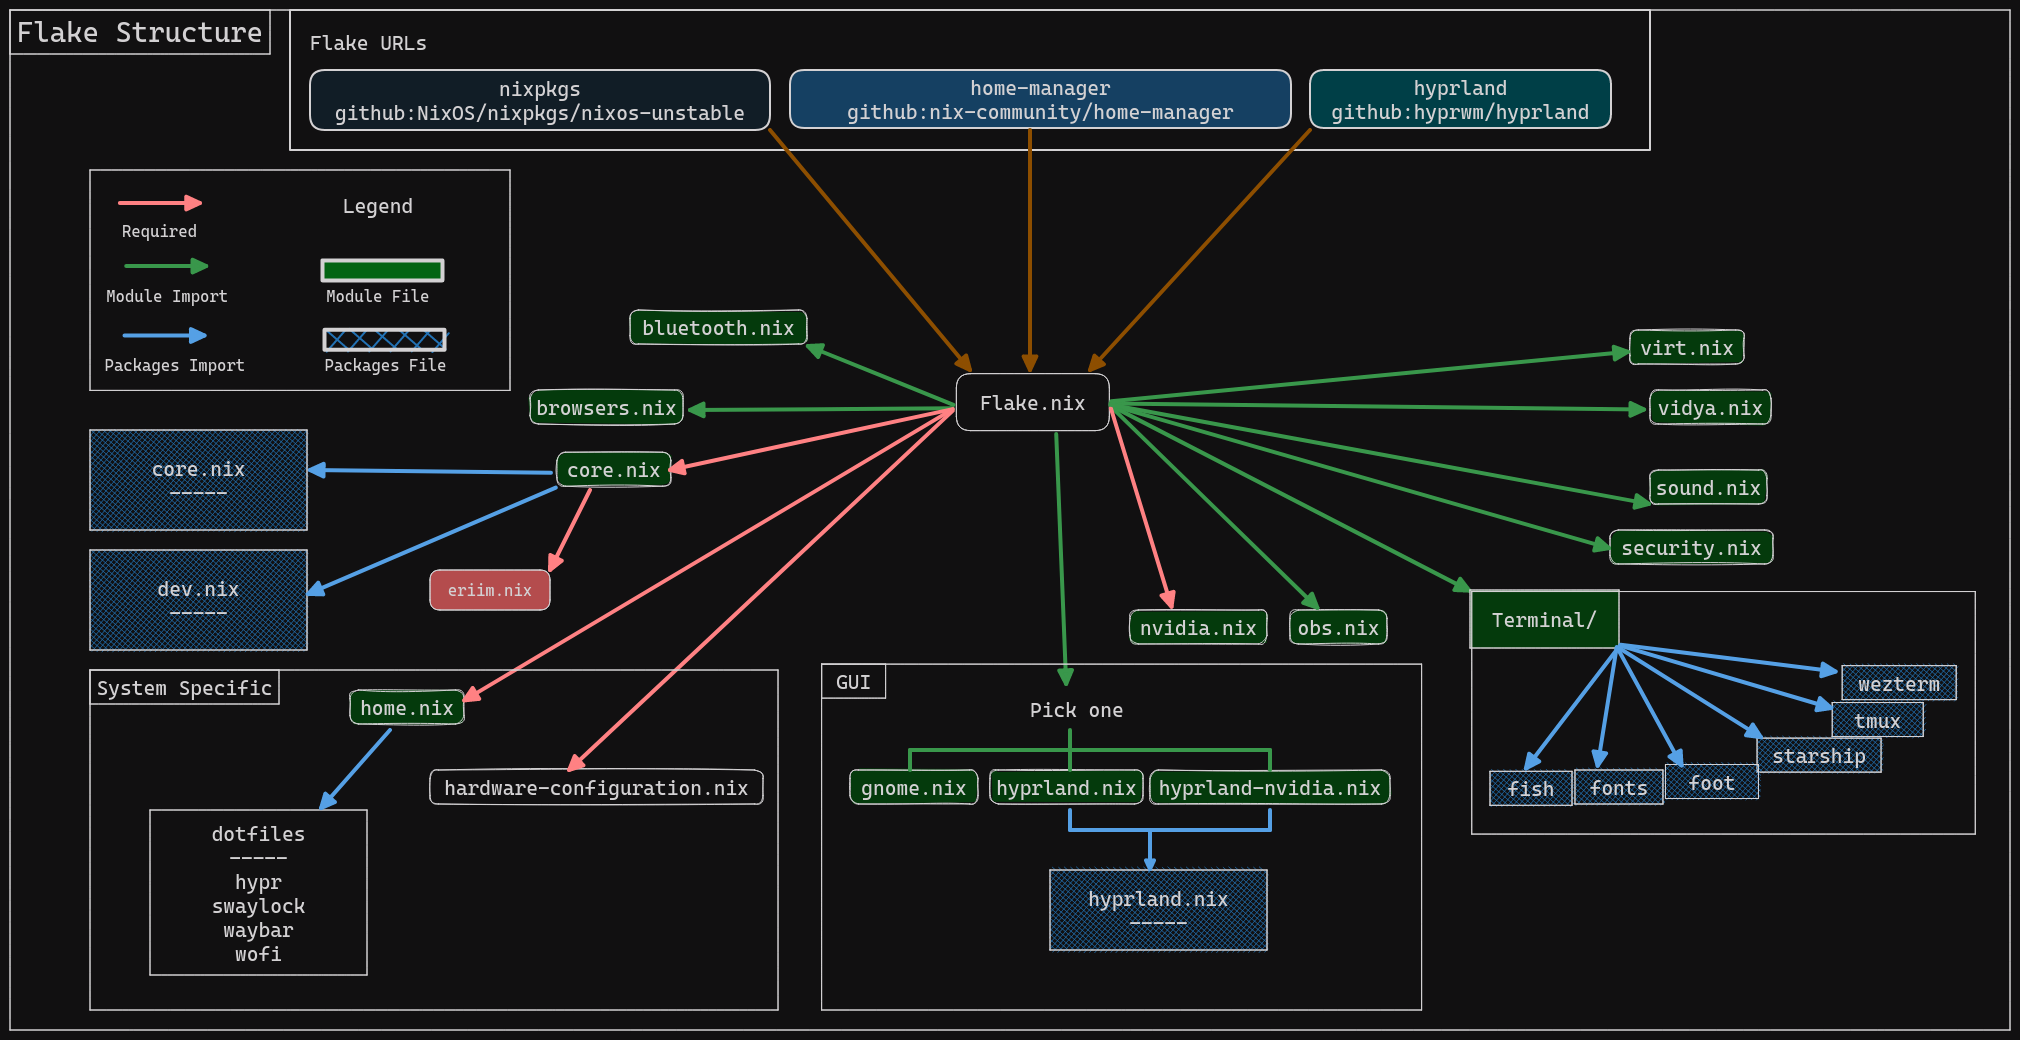 Flake Structure
Flake URLs
nixpkgs
github:NixOS/nixpkgs/nixos-unstable
home-manager
github:nix-community/home-manager
hyprland
github:hyprwm/hyprland
Legend
Required
Module Import
Module File
Packages Import
Packages File
bluetooth.nix
browsers.nix
Flake.nix
virt.nix
vidya.nix
core.nix
-----
core.nix
sound.nix
security.nix
dev.nix
-----
eriim.nix
nvidia.nix
obs.nix
Terminal/
wezterm
tmux
starship
foot
fonts
fish
System Specific
home.nix
hardware-configuration.nix
dotfiles
-----
hypr
swaylock
waybar
wofi
GUI
Pick one
gnome.nix
hyprland.nix
hyprland-nvidia.nix
hyprland.nix
-----